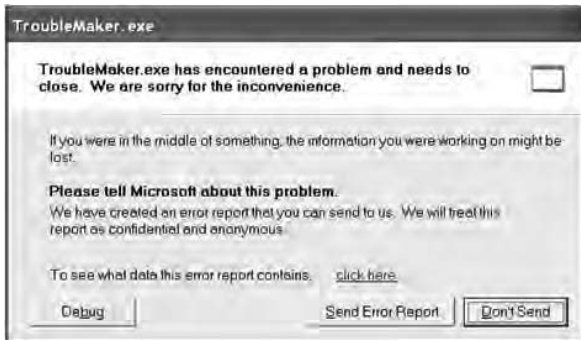 TroubleMaker.exe
TroubleMaker.exe has encountered a problem and needs to
close. We are sorry for the inconvenience.
If you were in the middle of something, the information you were working on might be
lost.
Please tell Microsoft about this problem.
We have created an error report that you can send to us. We will treat this
report as confidential and anonymous
To see what data this error report contains, click here.
Debug
Send Error Report
Don't Send